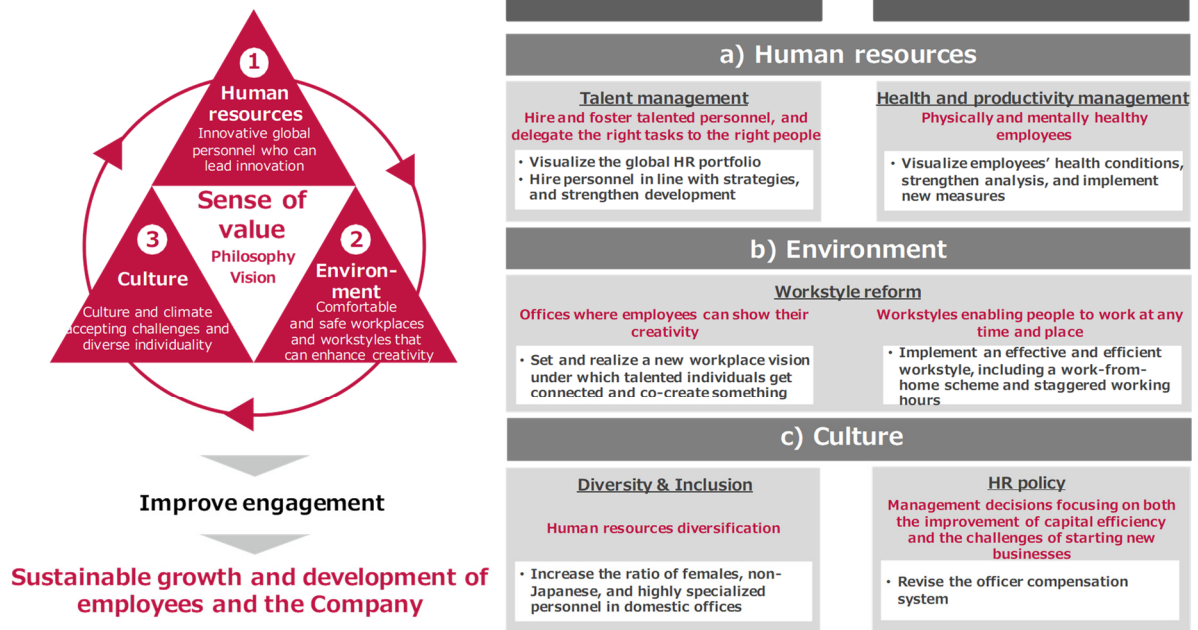 1
Human
resources
Innovative global
personnel who can
lead innovation
Sense of
value
Philosophy
Vision
3
Culture
Culture and climate
accepting challenges and
diverse individuality
2
Environ-
ment
Comfortable
and safe workplaces
and workstyles that
can enhance creativity
Improve engagement
Sustainable growth and development of
employees and the Company
a) Human resources
Talent management
Hire and foster talented personnel, and
delegate the right tasks to the right people
• Visualize the global HR portfolio
• Hire personnel in line with strategies,
and strengthen development
Health and productivity management
Physically and mentally healthy
employees
• Visualize employees' health conditions,
strengthen analysis, and implement
new measures
b) Environment
Workstyle reform
Offices where employees can show their
creativity
• Set and realize a new workplace vision
under which talented individuals get
connected and co-create something
Workstyles enabling people to work at any
time and place
• Implement an effective and efficient
workstyle, including a work-from-
home scheme and staggered working
hours
c) Culture
Diversity & Inclusion
Human resources diversification
• Increase the ratio of females, non-
Japanese, and highly specialized
personnel in domestic offices
HR policy
Management decisions focusing on both
the improvement of capital efficiency
and the challenges of starting new
businesses
• Revise the officer compensation
system